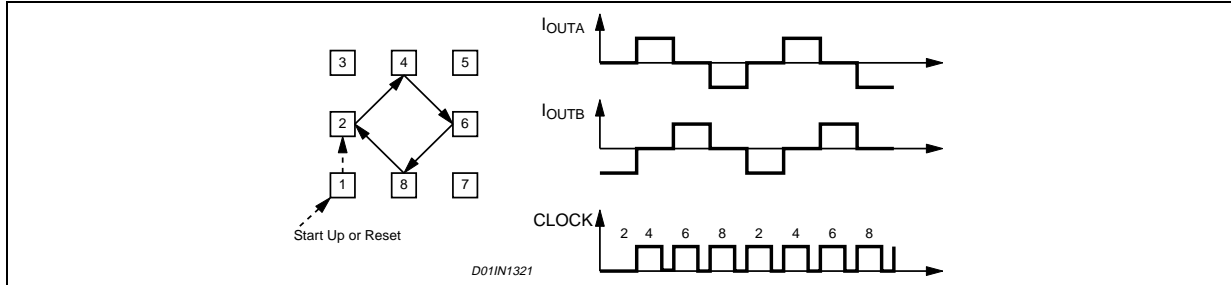 3 4 5
2 6
1 8 7
Start Up or Reset
D01IN1321
IOUTA
IOUTB
CLOCK
2 4 6 8 2 4 6 8